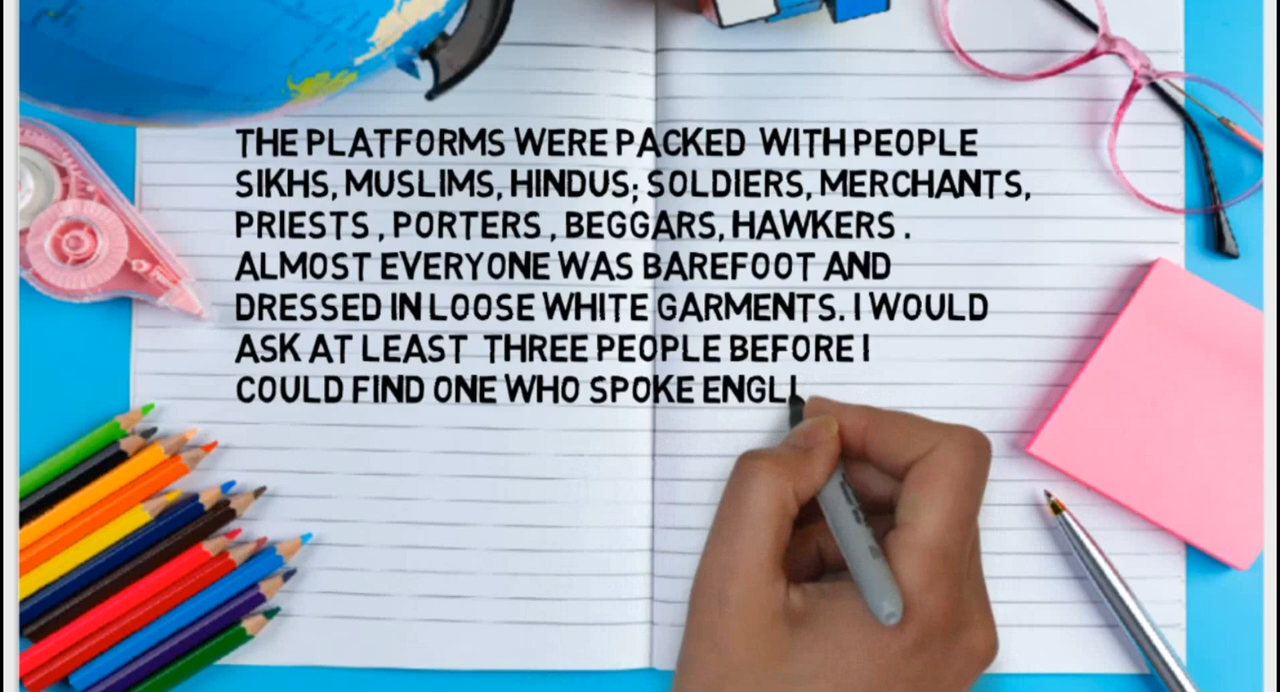 THE PLATFORMS WERE PACKED WITH PEOPLE
SIKHS, MUSLIMS, HINDUS; SOLDIERS, MERCHANTS,
PRIESTS , PORTERS , BEGGARS, HAWKERS .
ALMOST EVERYONE WAS BAREFOOT AND
DRESSED IN LOOSE WHITE GARMENTS. I WOULD
ASK AT LEAST THREE PEOPLE BEFORE I
COULD FIND ONE WHO SPOKE ENGLI